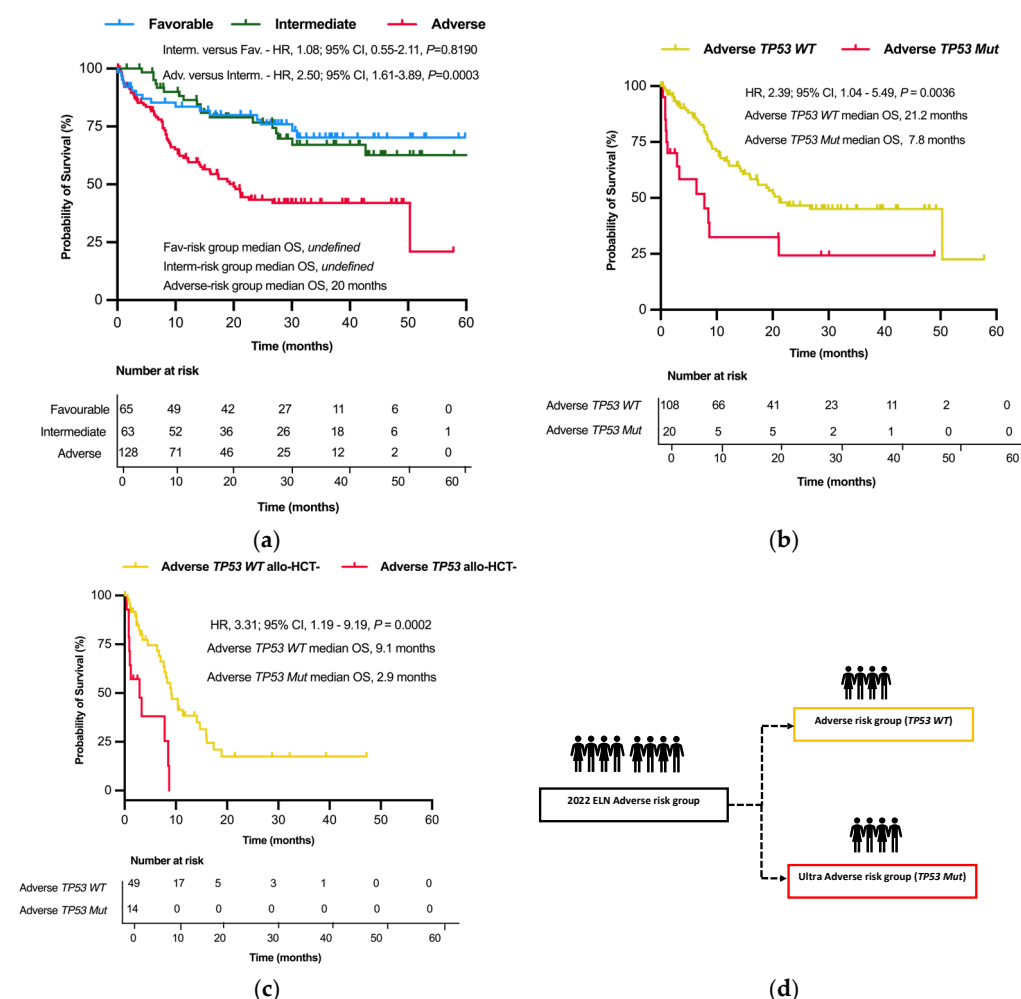 Favorable Intermediate Adverse
Interm. versus Fav. - HR, 1.08; 95% CI, 0.55-2.11, P=0.8190
Adv. versus Interm. - HR, 2.50; 95% CI, 1.61-3.89, P=0.0003
Probability of Survival (%)
100
75
50
25
0
Fav-risk group median OS, undefined
Interm-risk group median OS, undefined
Adverse-risk group median OS, 20 months
0 10 20 30 40 50 60
Time (months)
Number at risk
Favourable 65 49 42 27 11 6 0
Intermediate 63 52 36 26 18 6 1
Adverse 128 71 46 25 12 2 0
0 10 20 30 40 50 60
Time (months)
(a)
Adverse TP53 WT Adverse TP53 Mut
HR, 2.39; 95% CI, 1.04 - 5.49, P = 0.0036
Adverse TP53 WT median OS, 21.2 months
Adverse TP53 Mut median OS, 7.8 months
Probability of Survival (%)
100
75
50
25
0
0 10 20 30 40 50 60
Time (months)
Number at risk
Adverse TP53 WT 108 66 41 23 11 2 0
Adverse TP53 Mut 20 5 5 2 1 0 0
0 10 20 30 40 50 60
Time (months)
(b)
Adverse TP53 WT allo-HCT- Adverse TP53 allo-HCT-
HR, 3.31; 95% CI, 1.19 - 9.19, P = 0.0002
Adverse TP53 WT median OS, 9.1 months
Adverse TP53 Mut median OS, 2.9 months
Probability of Survival (%)
100
75
50
25
0
0 10 20 30 40 50 60
Time (months)
Number at risk
Adverse TP53 WT 49 17 5 3 1 0 0
Adverse TP53 Mut 14 0 0 0 0 0 0
0 10 20 30 40 50 60
Time (months)
(c)
2022 ELN Adverse risk group
Adverse risk group (TP53 WT)
Ultra Adverse risk group (TP53 Mut)
(d)